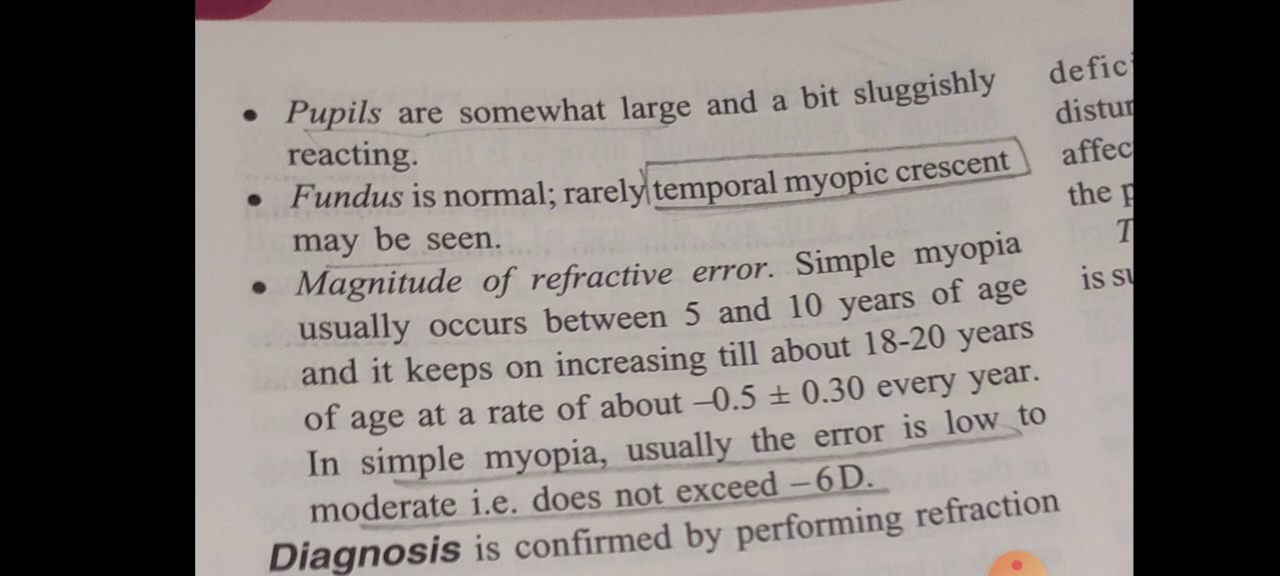 • Pupils are somewhat large and a bit sluggishly
reacting.
• Fundus is normal; rarely temporal myopic crescent
may be seen.
• Magnitude of refractive error. Simple myopia
usually occurs between 5 and 10 years of age
and it keeps on increasing till about 18-20 years
of age at a rate of about –0.5 ± 0.30 every year.
In simple myopia, usually the error is low to
moderate i.e. does not exceed –6D.
Diagnosis is confirmed by performing refraction
the
is